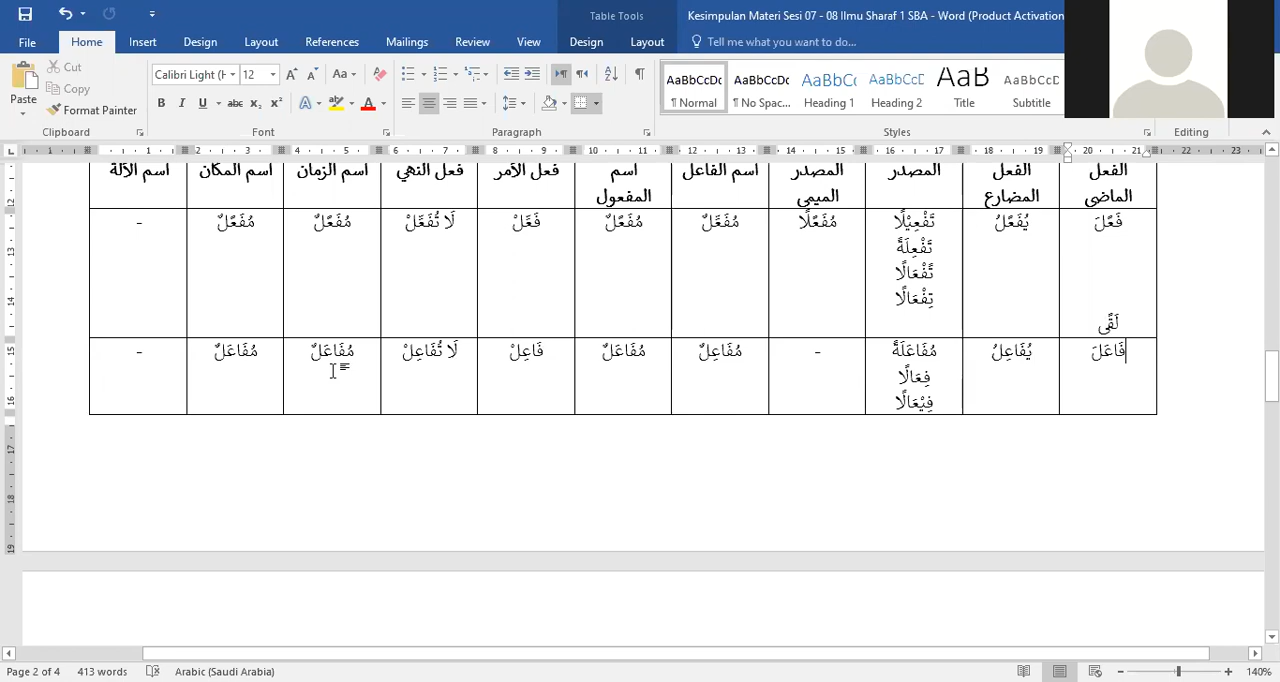 Table Tools
Kesimpulan Materi Sesi 07 - 08 Ilmu Sharaf 1 SBA - Word (Product Activation
File Home Insert Design Layout References Mailings Review View Design Layout Tell me what you want to do...
Paste
Cut
Copy
Format Painter
Calibri Light (H 12
AaBbCcDc AaBbCcDc AaBbC AaBbCcE AaB AaBbCcD
¶ Normal ¶ No Spac... Heading 1 Heading 2 Title Subtitle
Clipboard Font Paragraph Styles Editing
الفعل الماضي
الفعل المضارع
المصدر
المصدر الميمي
اسم الفاعل
اسم المفعول
فعل الأمر
فعل النهي
اسم الزمان
اسم المكان
اسم الآلة
فَعَّلَ
لَقَّى
يُفَعِّلُ
تَفْعِيْلًا
تَفْعِلَةً
تَفْعَالًا
تِفْعَالًا
مُفَعَّلًا
مُفَعِّلٌ
مُفَعَّلٌ
فَعِّلْ
لَا تُفَعِّلْ
مُفَعَّلٌ
مُفَعَّلٌ
-
فَاعَلَ
يُفَاعِلُ
مُفَاعَلَةً
فِعَالًا
فِيْعَالًا
-
مُفَاعِلٌ
مُفَاعَلٌ
فَاعِلْ
لَا تُفَاعِلْ
مُفَاعَلٌ
مُفَاعَلٌ
-
Page 2 of 4 413 words Arabic (Saudi Arabia) 140%